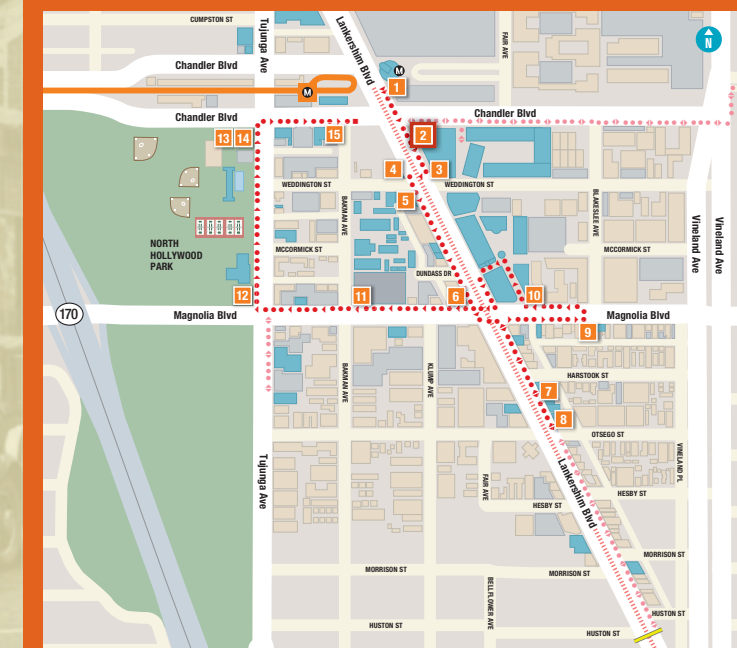 CUMPSTON ST
Tujunga Ave
Lankershim Blvd
FAIR AVE
N
Chandler Blvd
M
M
1
Chandler Blvd
Chandler Blvd
13
14
15
2
4
3
WEDDINGTON ST
WEDDINGTON ST
5
BAKMAN AVE
BLAKESLEE AVE
Vineland Ave
Vineland Ave
NORTH
HOLLYWOOD
PARK
MCCORMICK ST
MCCORMICK ST
DUNDASS DR
12
11
6
10
170
Magnolia Blvd
Magnolia Blvd
9
BAKMAN AVE
KLUMP AVE
HARSTOOK ST
7
8
OTSEGO ST
Tujunga Ave
FAIR AVE
Lankershim Blvd
VINELAND PL
HESBY ST
HESBY ST
MORRISON ST
MORRISON ST
MORRISON ST
BELLFLOWER AVE
HUSTON ST
HUSTON ST
HUSTON ST